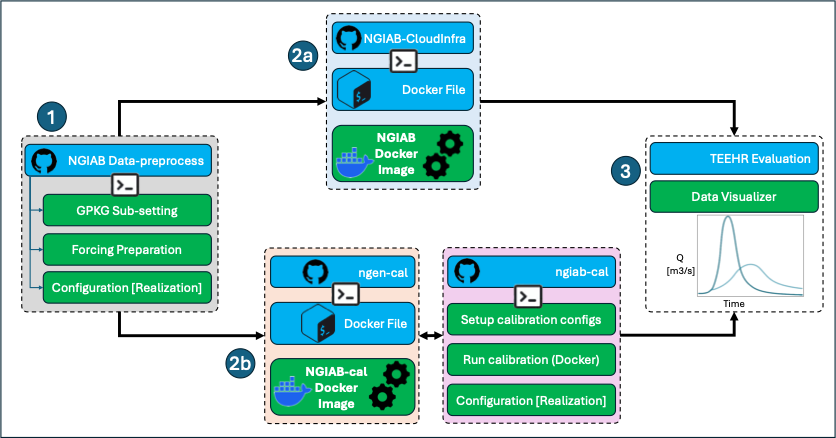 1
NGIAB Data-preprocess
GPKG Sub-setting
Forcing Preparation
Configuration [Realization]
2a
NGIAB-CloudInfra
Docker File
NGIAB
Docker
Image
2b
ngen-cal
Docker File
NGIAB-cal
Docker
Image
ngiab-cal
Setup calibration configs
Run calibration (Docker)
Configuration [Realization]
3
TEEHR Evaluation
Data Visualizer
Q
[m3/s]
Time